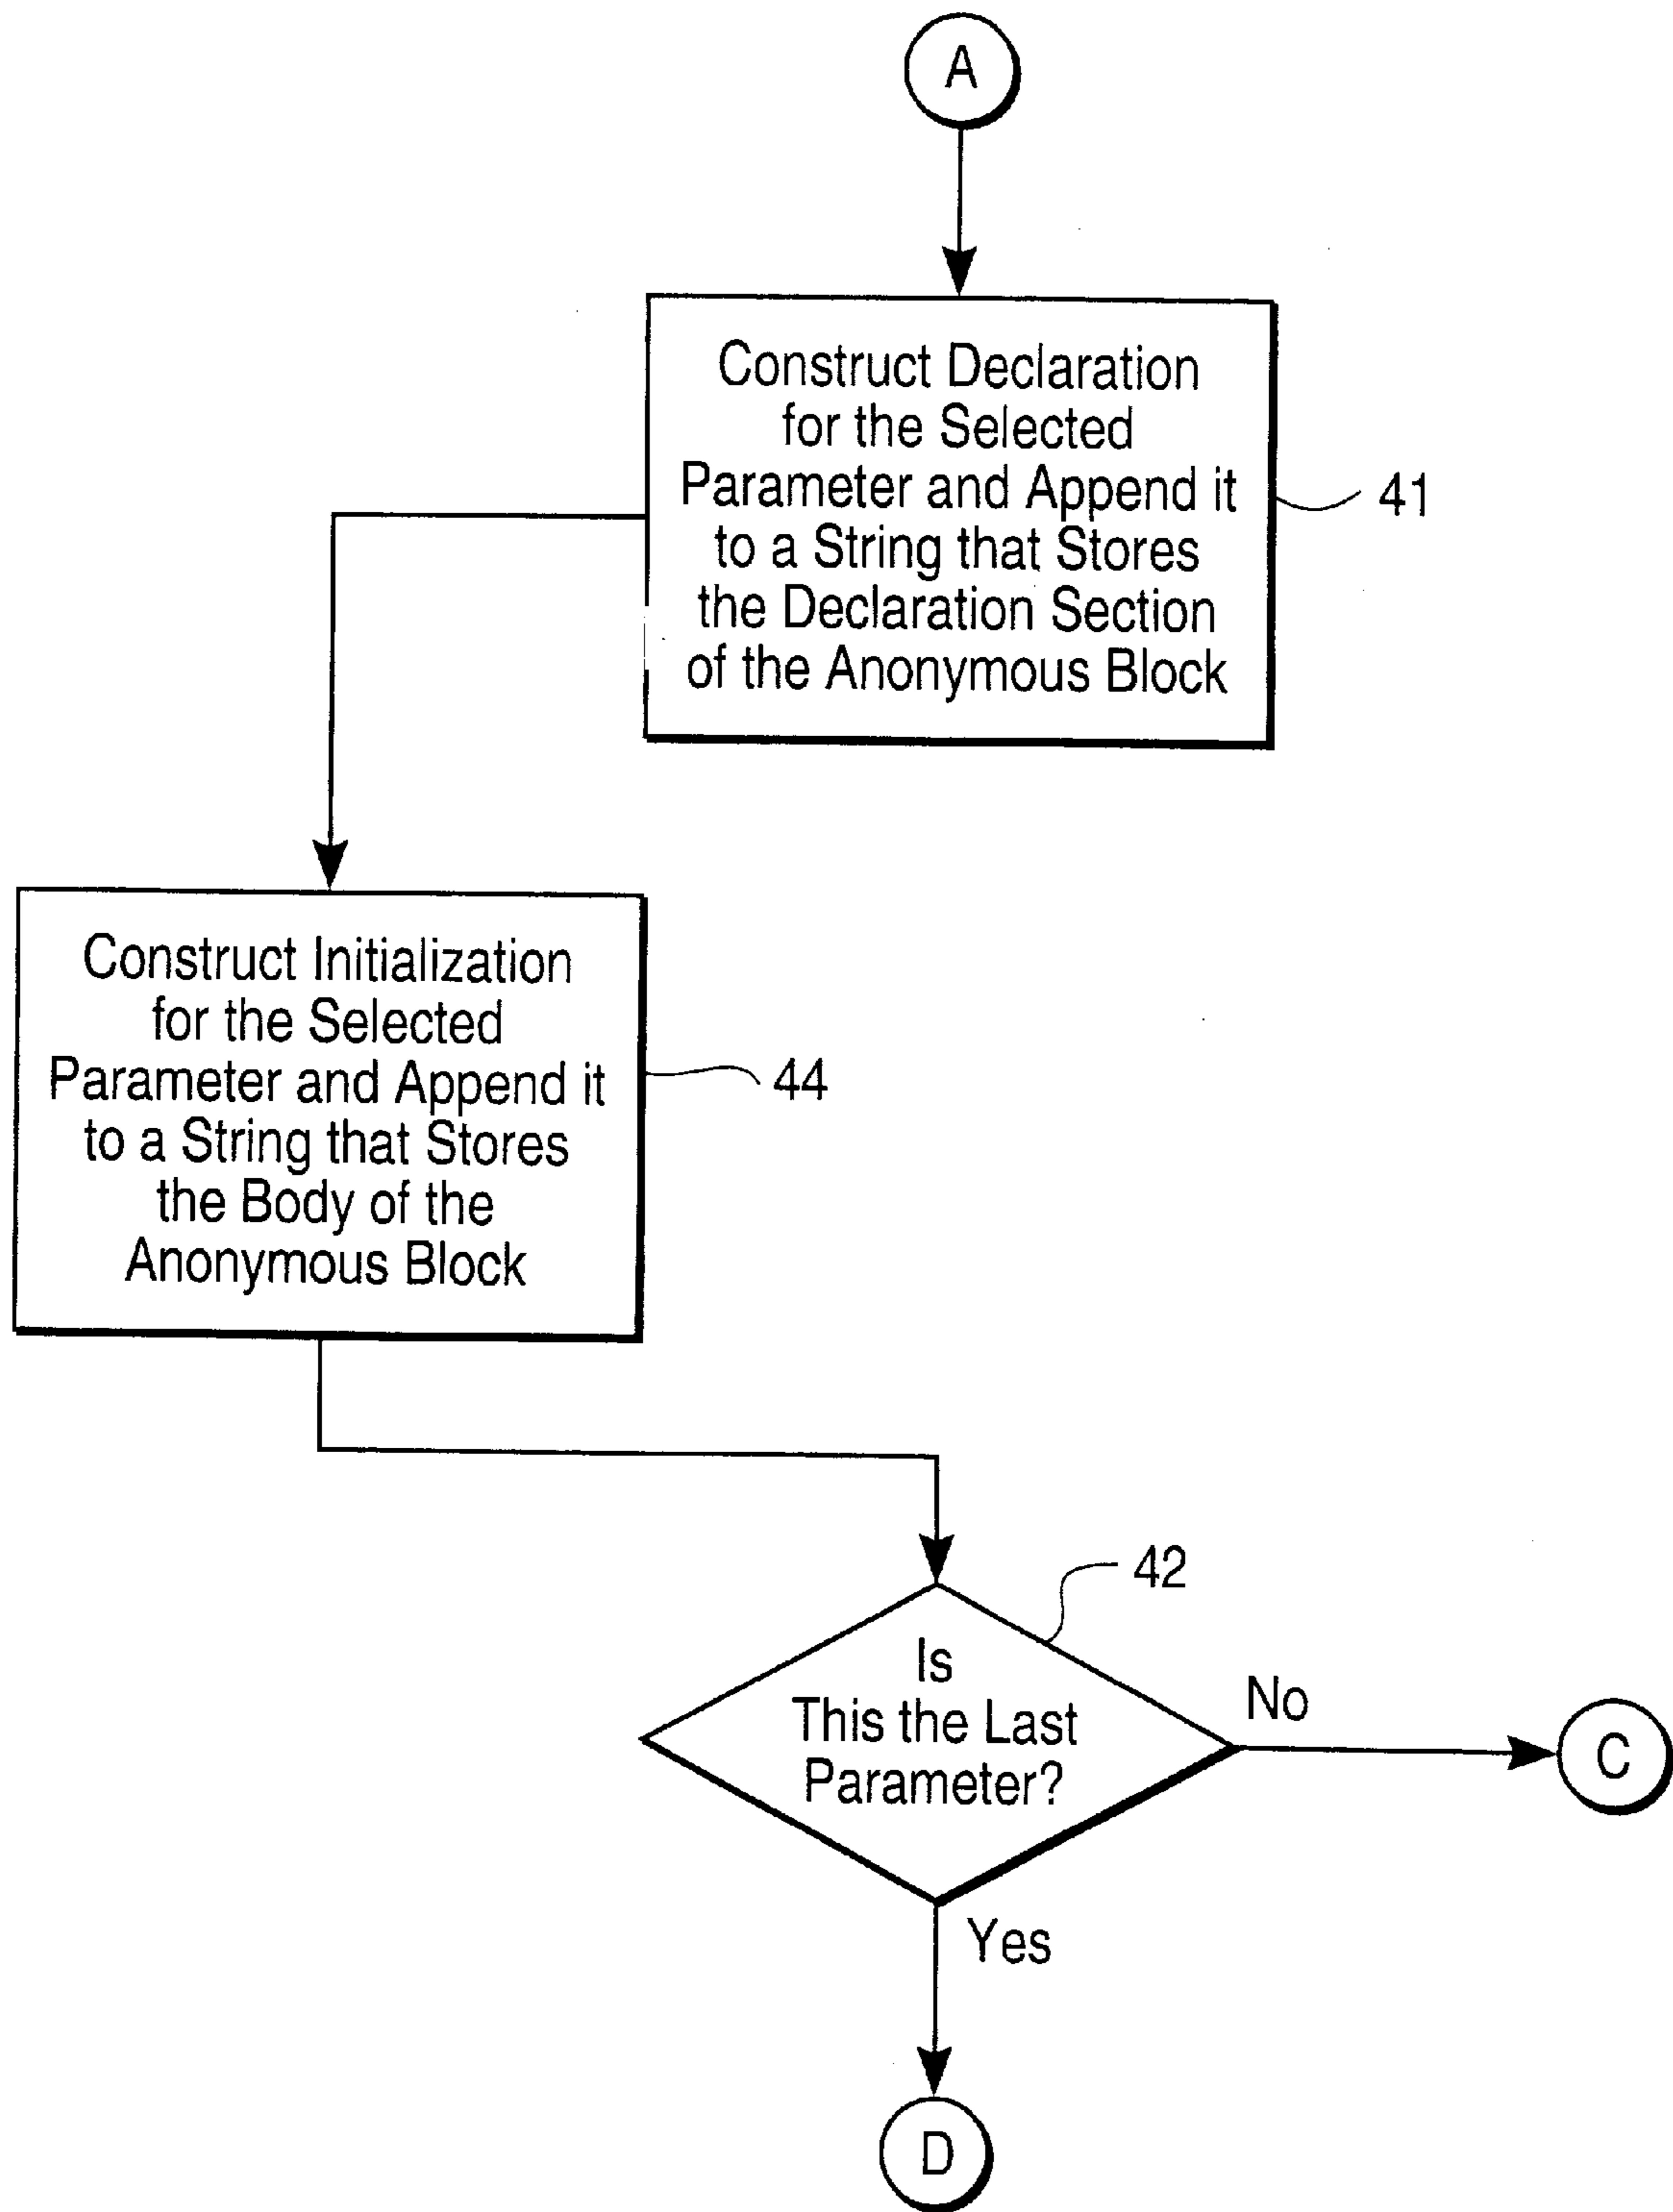 A
Construct Declaration
for the Selected
Parameter and Append it
to a String that Stores
the Declaration Section
of the Anonymous Block
41
Construct Initialization
for the Selected
Parameter and Append it
to a String that Stores
the Body of the
Anonymous Block
44
42
Is
This the Last
Parameter?
No
C
Yes
D